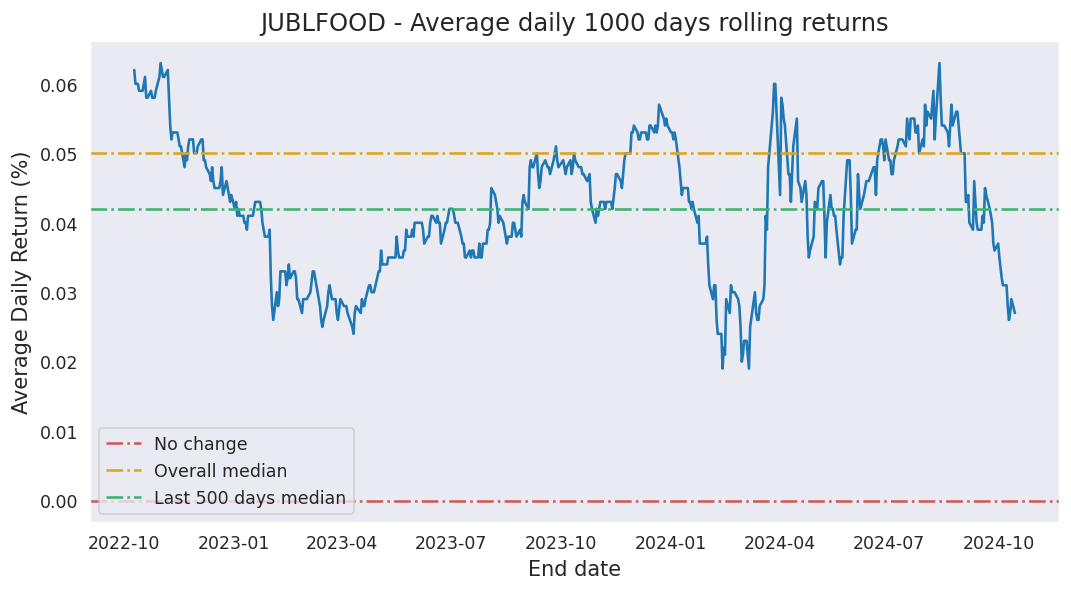 JUBLFOOD - Average daily 1000 days rolling returns
Average Daily Return (%)
0.06
0.05
0.04
0.03
0.02
0.01
0.00
No change
Overall median
Last 500 days median
2022-10 2023-01 2023-04 2023-07 2023-10 2024-01 2024-04 2024-07 2024-10
End date